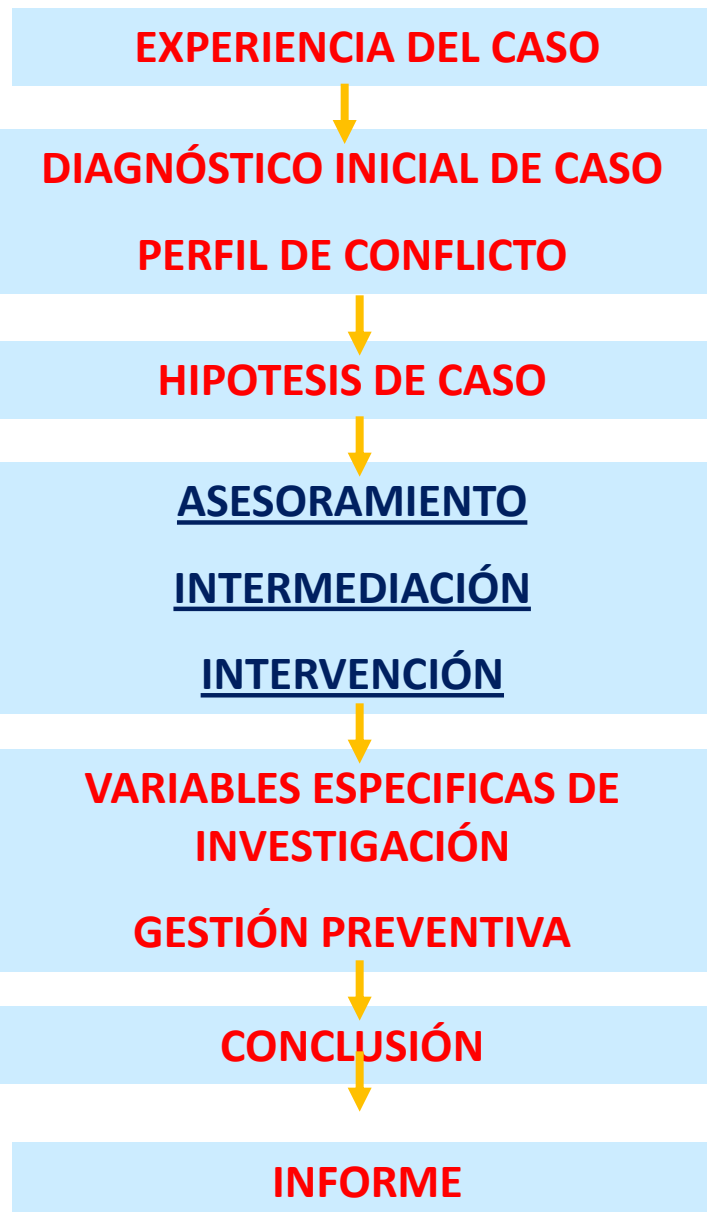 EXPERIENCIA DEL CASO
DIAGNÓSTICO INICIAL DE CASO
PERFIL DE CONFLICTO
HIPOTESIS DE CASO
ASESORAMIENTO
INTERMEDIACIÓN
INTERVENCIÓN
VARIABLES ESPECIFICAS DE
INVESTIGACIÓN
GESTIÓN PREVENTIVA
CONCLUSIÓN
INFORME